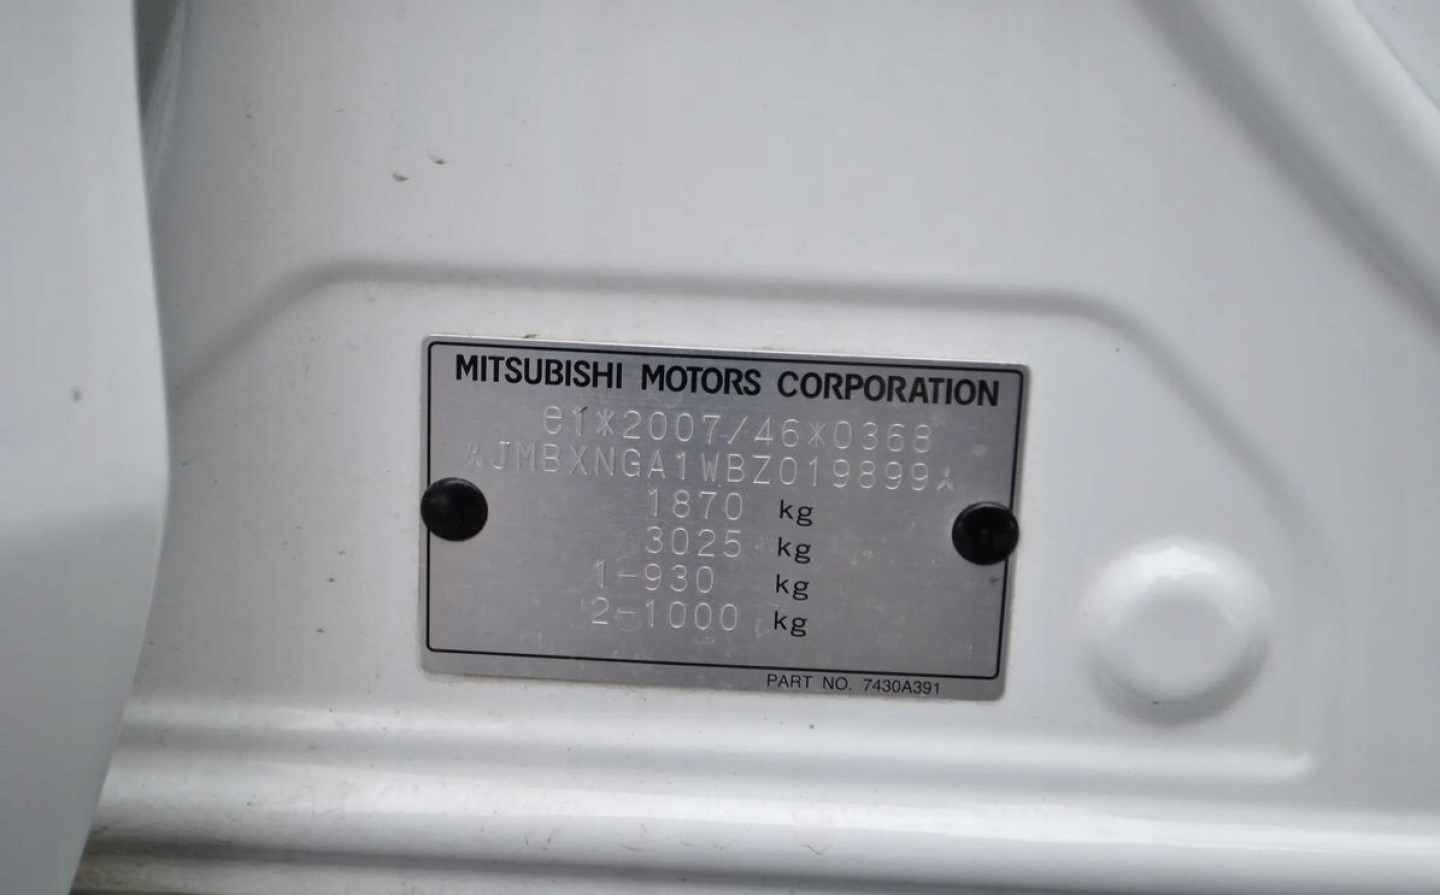 MITSUBISHI MOTORS CORPORATION
e1*2007/46*0368
*JMBXNGA1WBZ019899*
1870 kg
3025 kg
1-930 kg
2-1000 kg
PART NO. 7430A391